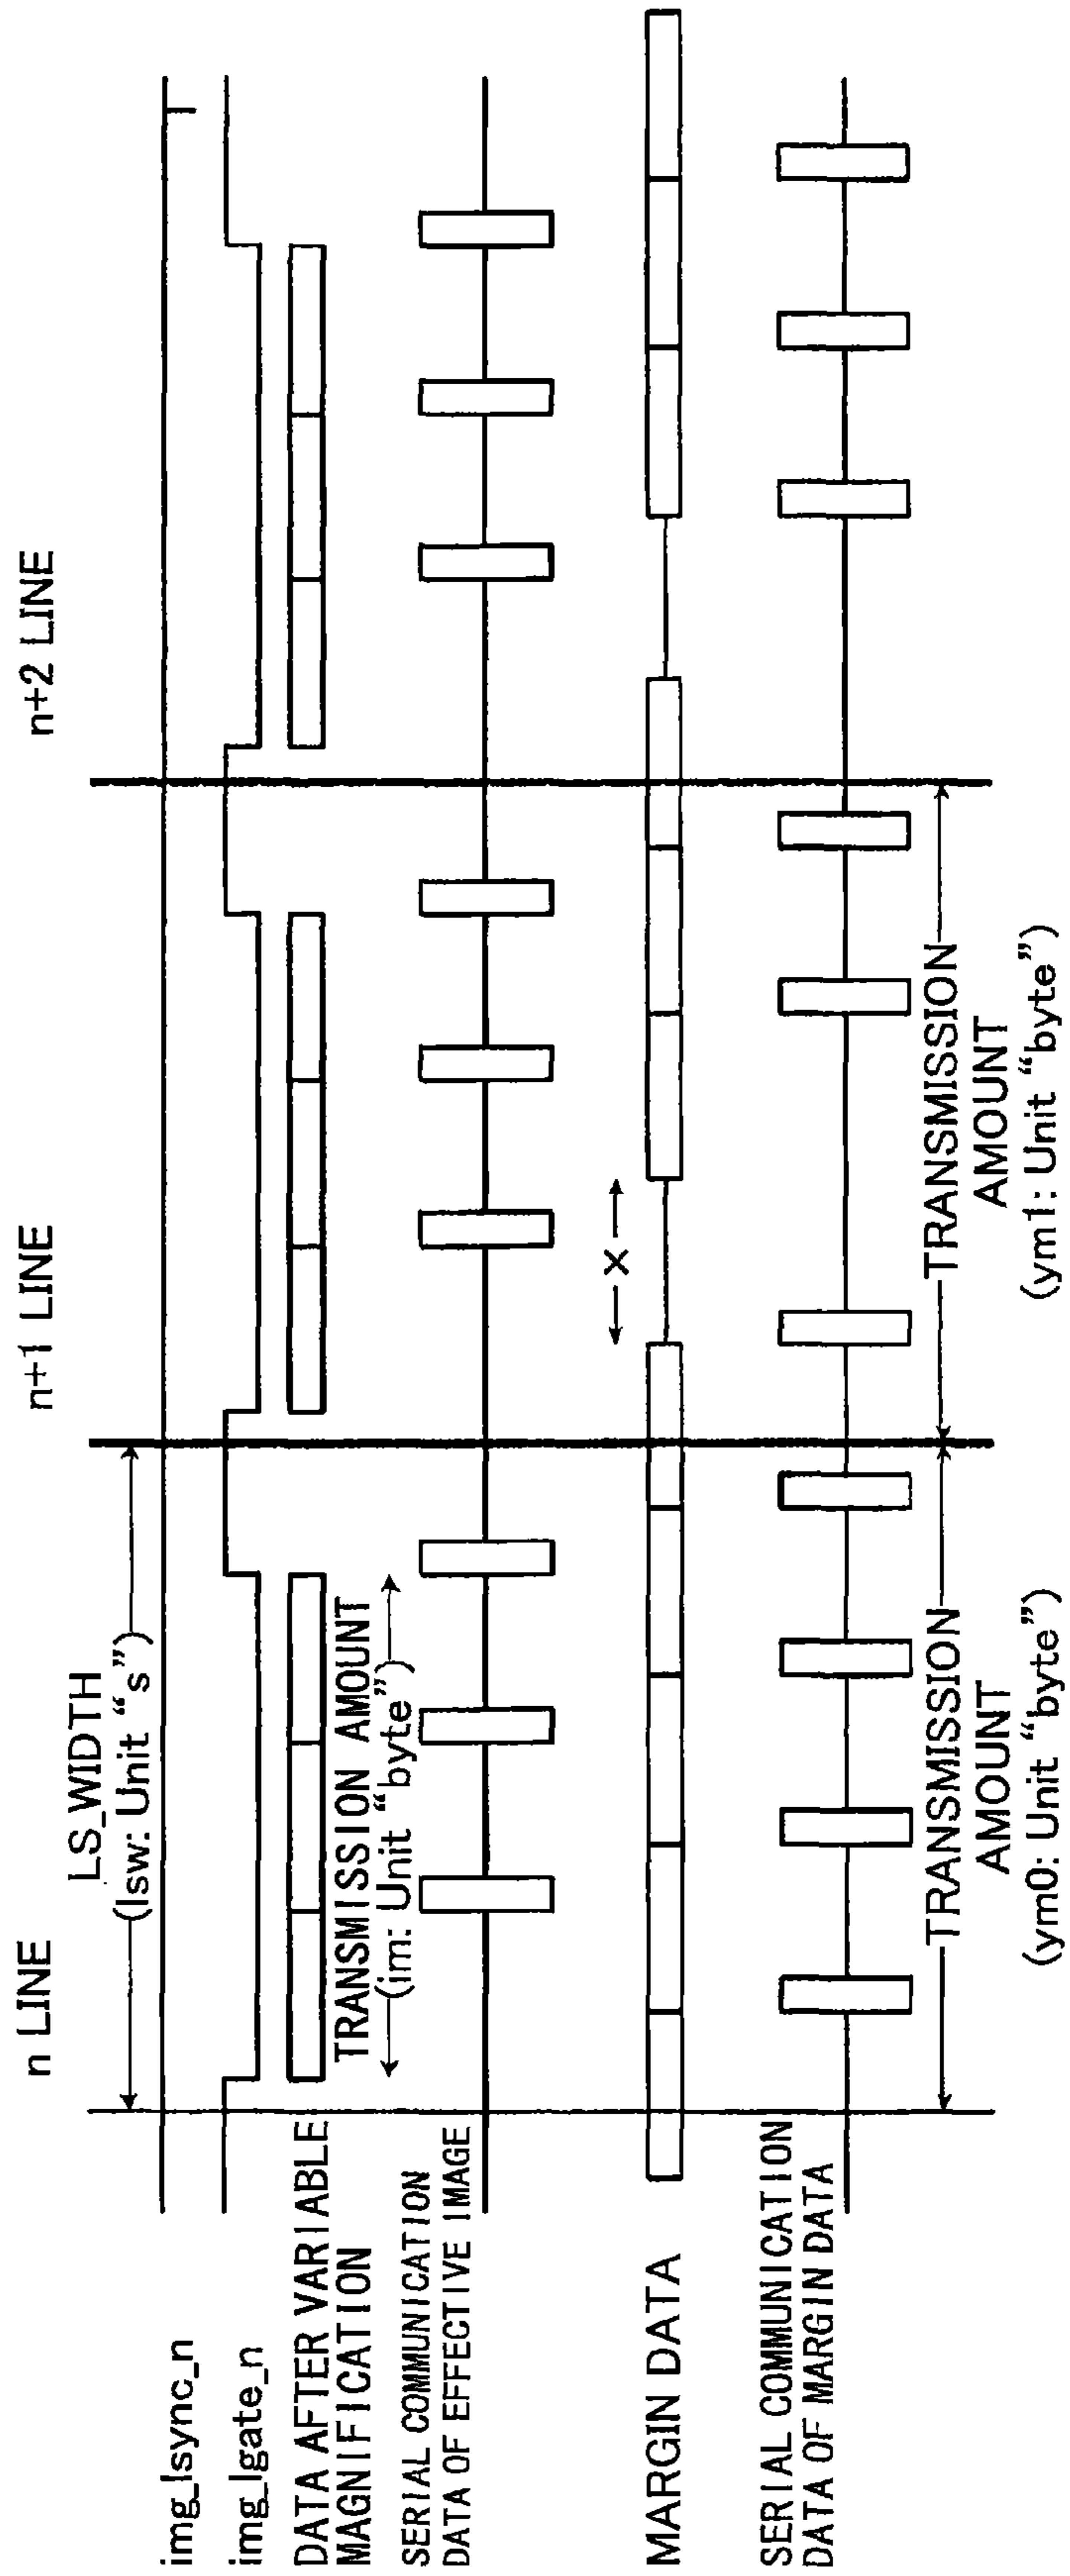 n LINE
n+1 LINE
n+2 LINE
LS_WIDTH
(lsw: Unit “s”)
img_lsync_n
img_lgate_n
DATA AFTER VARIABLE
MAGNIFICATION
TRANSMISSION AMOUNT
(im: Unit “byte”)
SERIAL COMMUNICATION
DATA OF EFFECTIVE IMAGE
x
MARGIN DATA
SERIAL COMMUNICATION
DATA OF MARGIN DATA
TRANSMISSION
AMOUNT
(ym0: Unit “byte”)
TRANSMISSION
AMOUNT
(ym1: Unit “byte”)